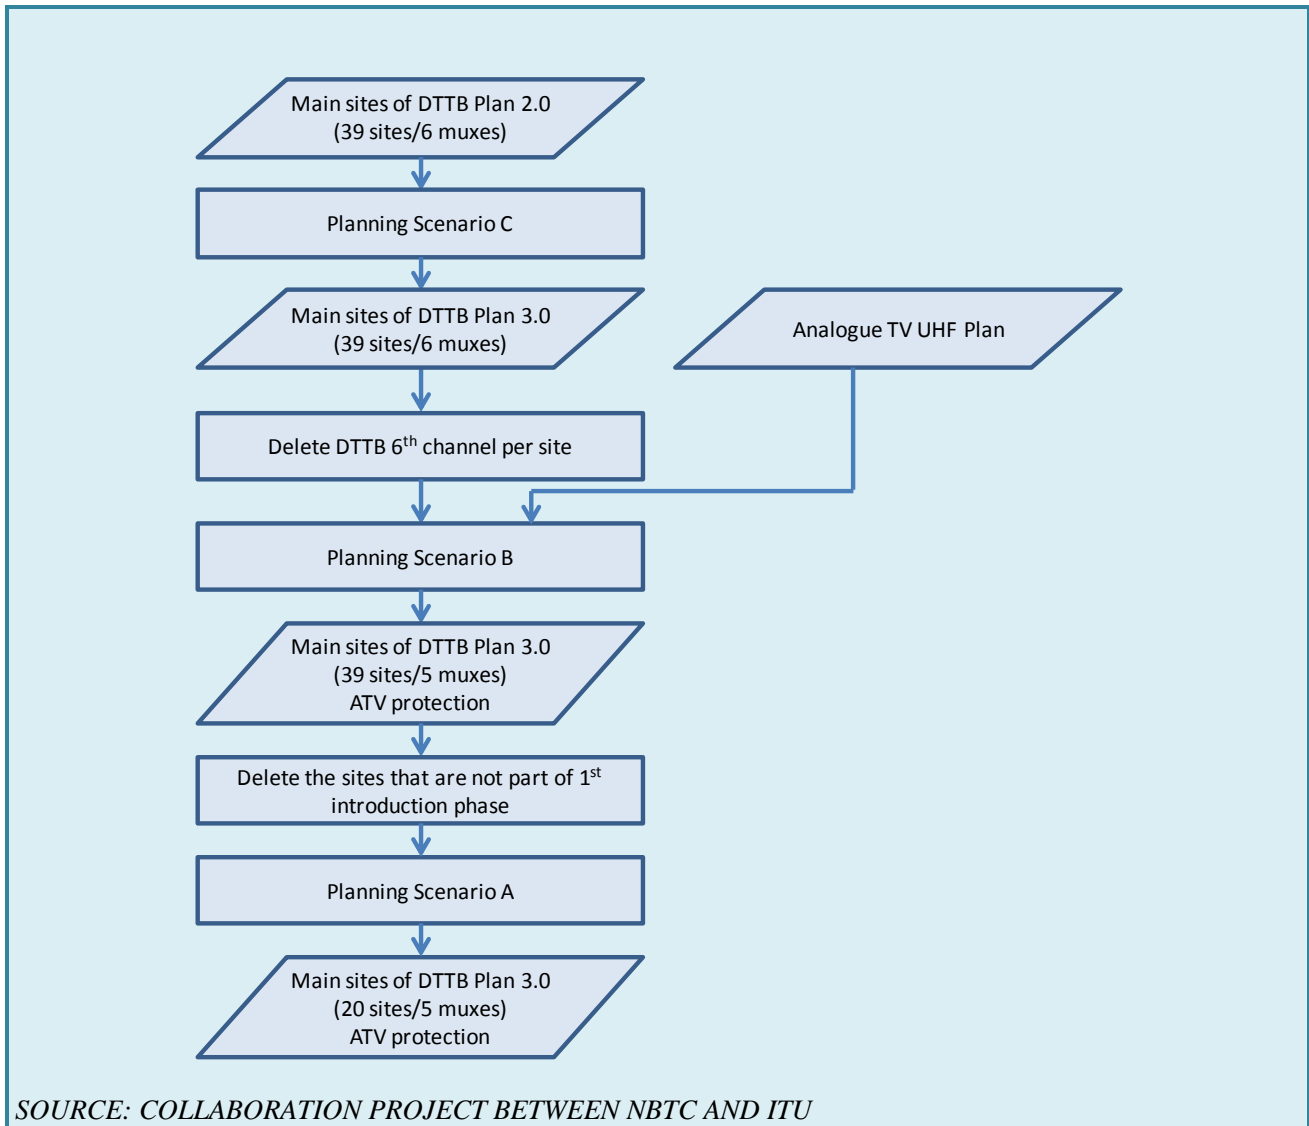 Main sites of DTTB Plan 2.0
(39 sites/6 muxes)
Planning Scenario C
Main sites of DTTB Plan 3.0
(39 sites/6 muxes)
Analogue TV UHF Plan
Delete DTTB 6th channel per site
Planning Scenario B
Main sites of DTTB Plan 3.0
(39 sites/5 muxes)
ATV protection
Delete the sites that are not part of 1st
introduction phase
Planning Scenario A
Main sites of DTTB Plan 3.0
(20 sites/5 muxes)
ATV protection
SOURCE: COLLABORATION PROJECT BETWEEN NBTC AND ITU